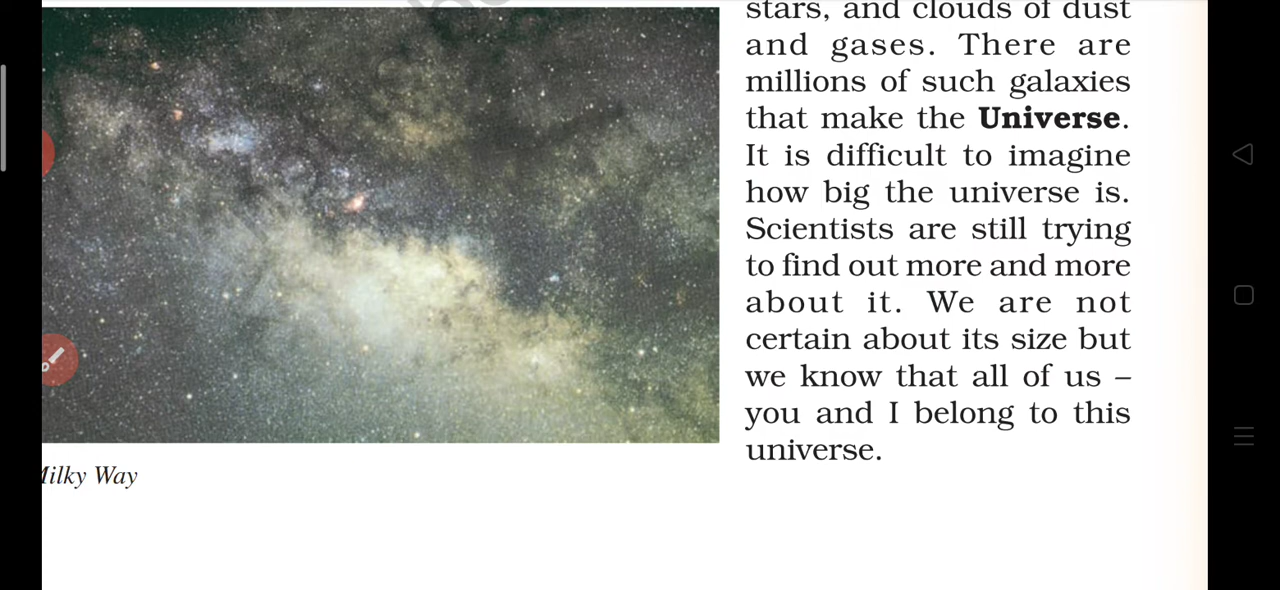 stars, and clouds of dust
and gases. There are
millions of such galaxies
that make the Universe.
It is difficult to imagine
how big the universe is.
Scientists are still trying
to find out more and more
about it. We are not
certain about its size but
we know that all of us –
you and I belong to this
universe.
Milky Way